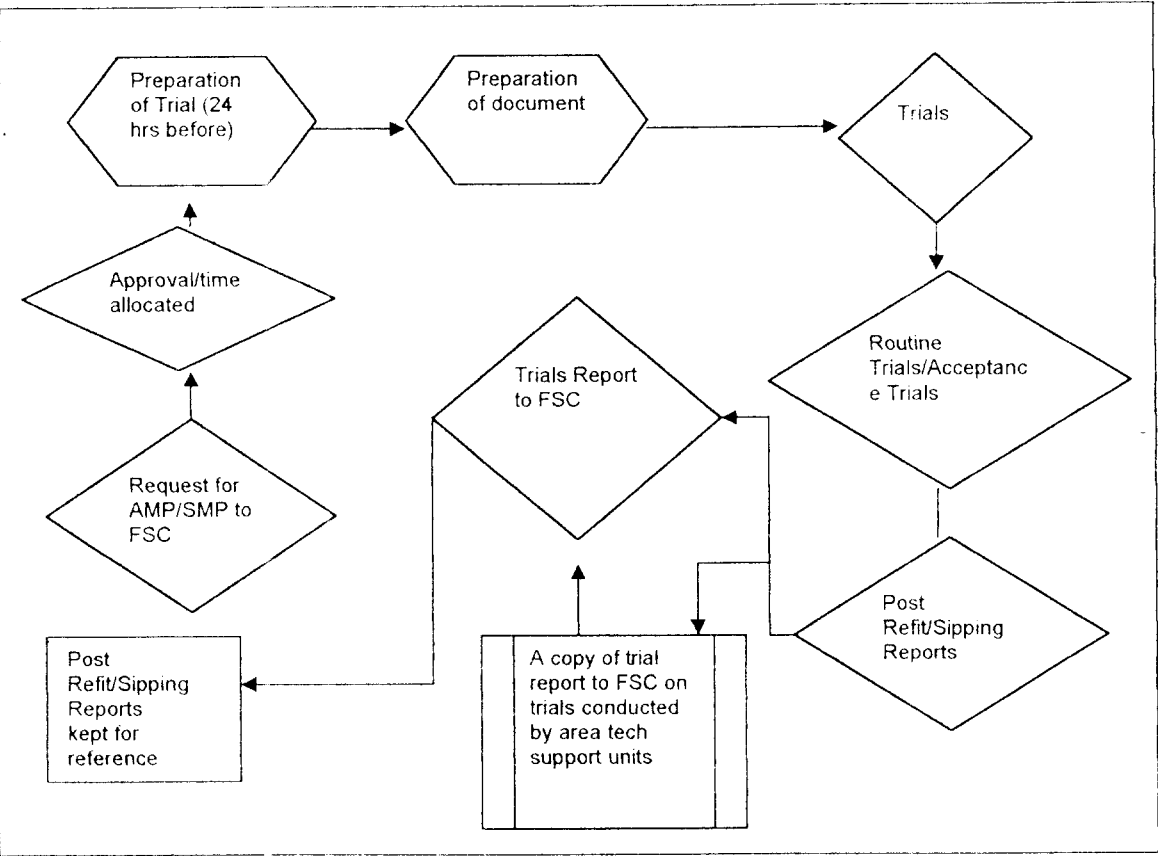 Preparation
of Trial (24
hrs before)
Preparation
of document
Trials
Approval/time
allocated
Routine
Trials/Acceptanc
e Trials
Trials Report
to FSC
Request for
AMP/SMP to
FSC
Post
Refit/Sipping
Reports
Post
Refit/Sipping
Reports
kept for
reference
A copy of trial
report to FSC on
trials conducted
by area tech
support units